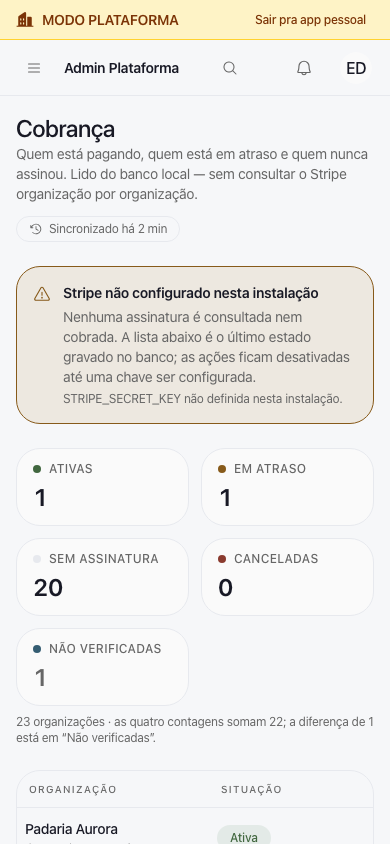 MODO PLATAFORMA
Sair pra app pessoal
Admin Plataforma
ED
Cobrança
Quem está pagando, quem está em atraso e quem nunca
assinou. Lido do banco local — sem consultar o Stripe
organização por organização.
Sincronizado há 2 min
Stripe não configurado nesta instalação
Nenhuma assinatura é consultada nem
cobrada. A lista abaixo é o último estado
gravado no banco; as ações ficam desativadas
até uma chave ser configurada.
STRIPE_SECRET_KEY não definida nesta instalação.
ATIVAS
1
EM ATRASO
1
SEM ASSINATURA
20
CANCELADAS
0
NÃO VERIFICADAS
1
23 organizações · as quatro contagens somam 22; a diferença de 1
está em “Não verificadas”.
ORGANIZAÇÃO
SITUAÇÃO
Padaria Aurora
Ativa